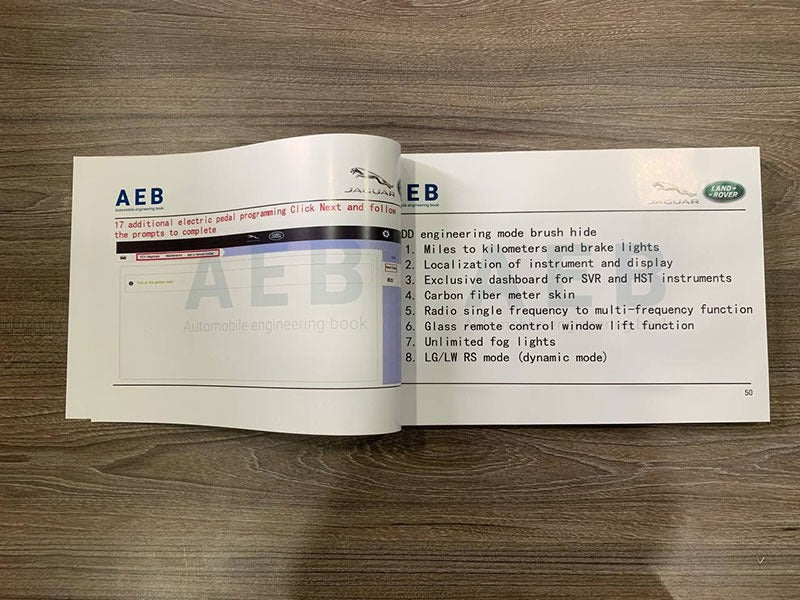 AEB
Automobile engineering book
JAGUAR
17 additional electric pedal programming Click Next and follow
the prompts to complete
AEB
Automobile engineering book
EB
JAGUAR
LAND
ROVER
DD engineering mode brush hide
1. Miles to kilometers and brake lights
2. Localization of instrument and display
3. Exclusive dashboard for SVR and HST instruments
4. Carbon fiber meter skin
5. Radio single frequency to multi-frequency function
6. Glass remote control window lift function
7. Unlimited fog lights
8. LG/LW RS mode (dynamic mode)
50